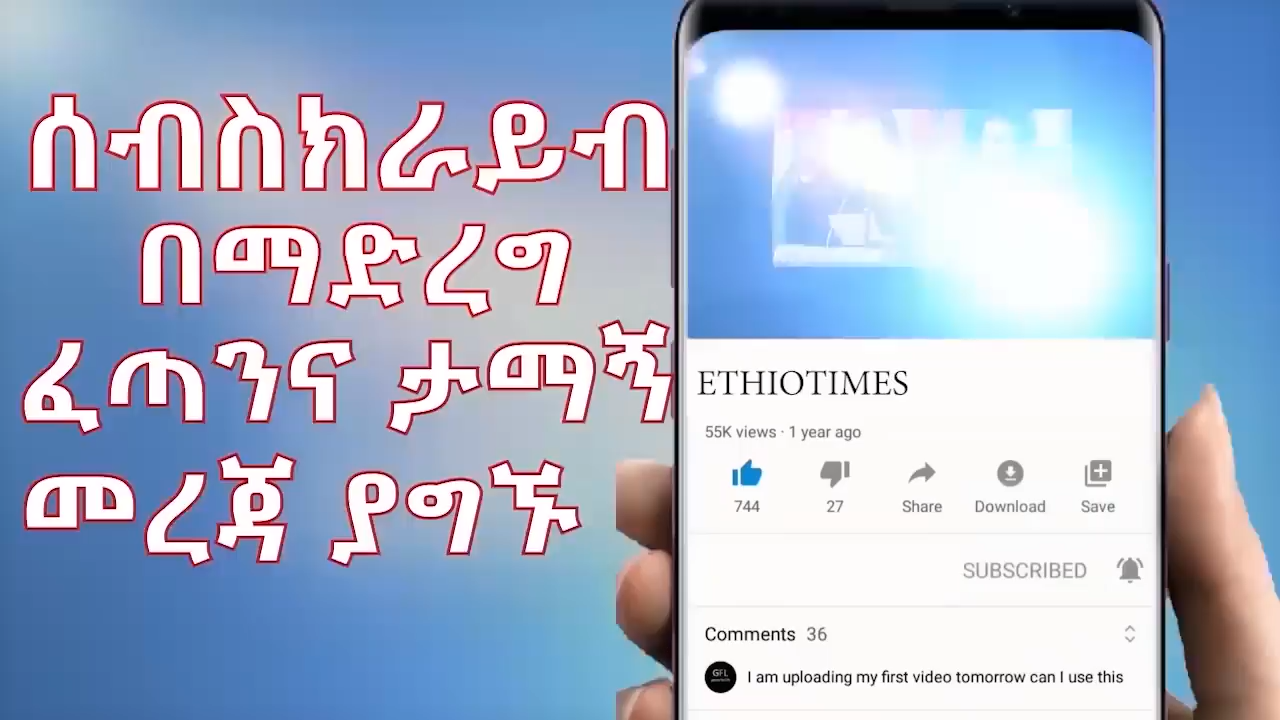 ሰብስክራይብ
በማድረግ
ፈጣንና ታማኝ
መረጃ ያግኙ
ETHIOTIMES
55K views · 1 year ago
744 27 Share Download Save
SUBSCRIBED
Comments 36
GFL
I am uploading my first video tomorrow can I use this